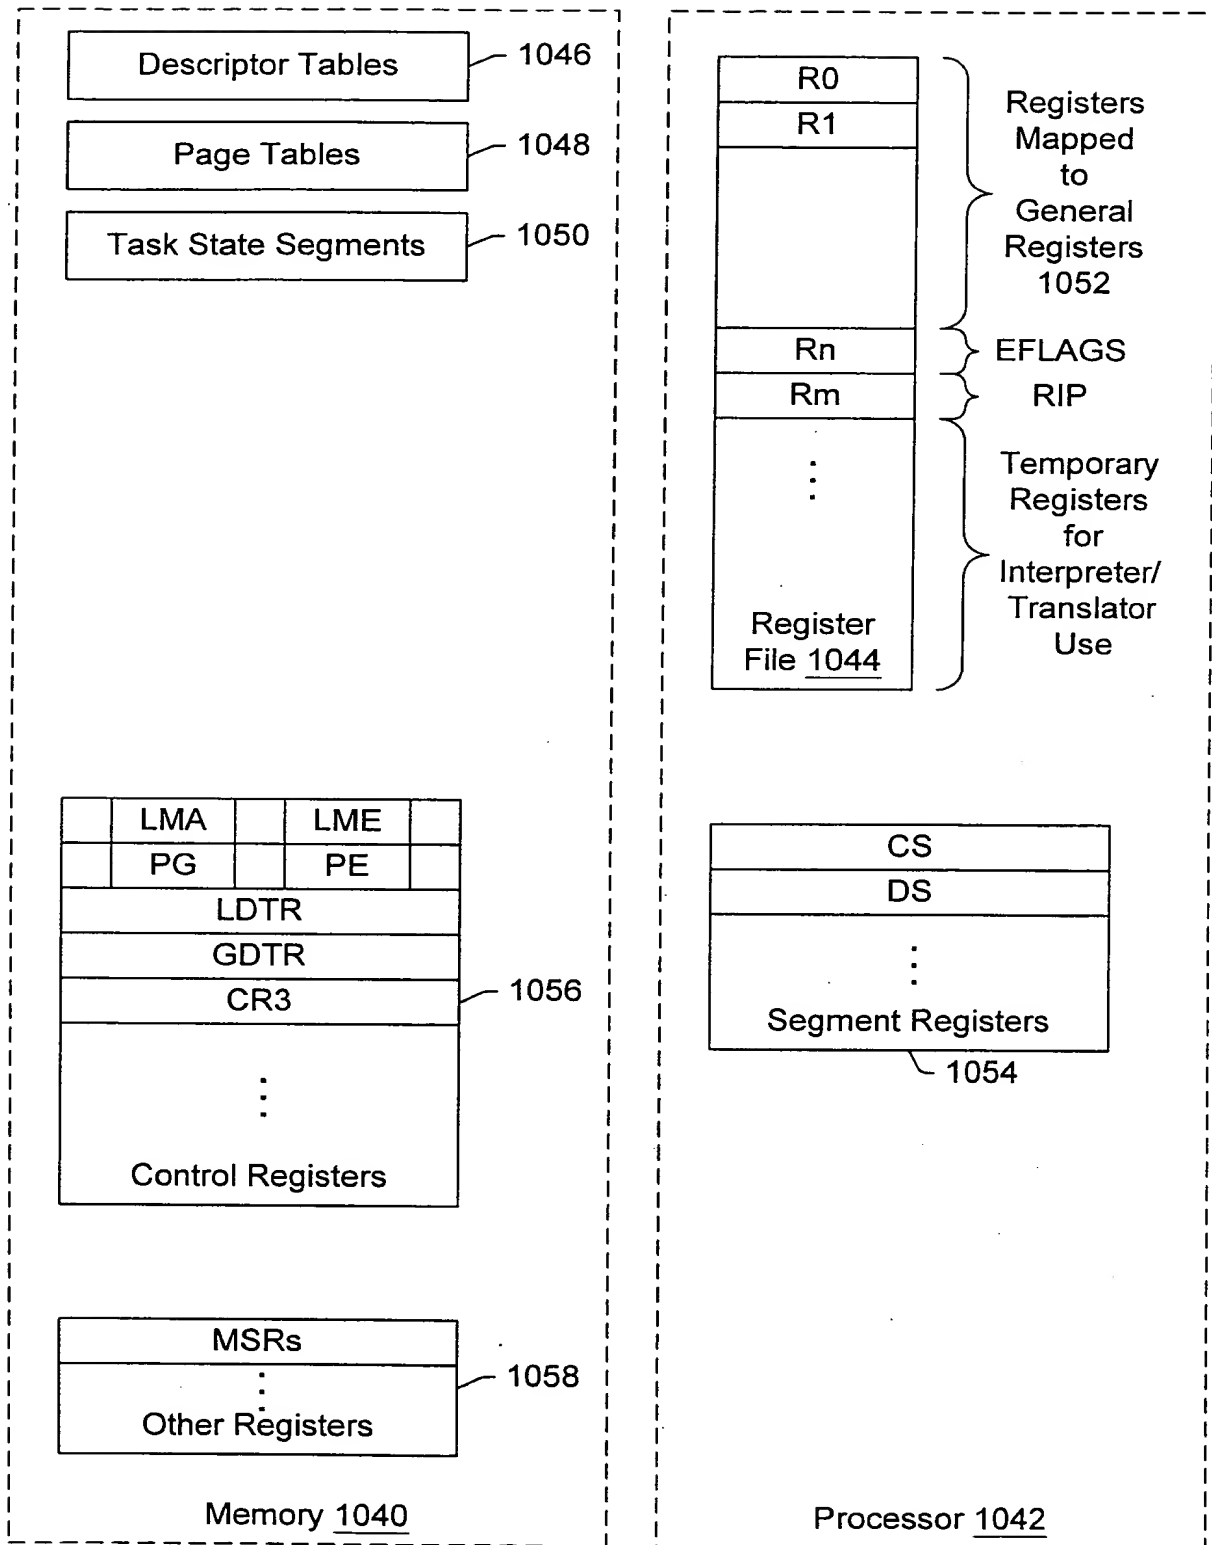 Descriptor Tables
1046
Page Tables
1048
Task State Segments
1050
LMA
LME
PG
PE
LDTR
GDTR
CR3
1056
Control Registers
MSRs
1058
Other Registers
Memory 1040
R0
R1
Registers
Mapped
to
General
Registers
1052
Rn
EFLAGS
Rm
RIP
Temporary
Registers
for
Interpreter/
Translator
Use
Register
File 1044
CS
DS
Segment Registers
1054
Processor 1042